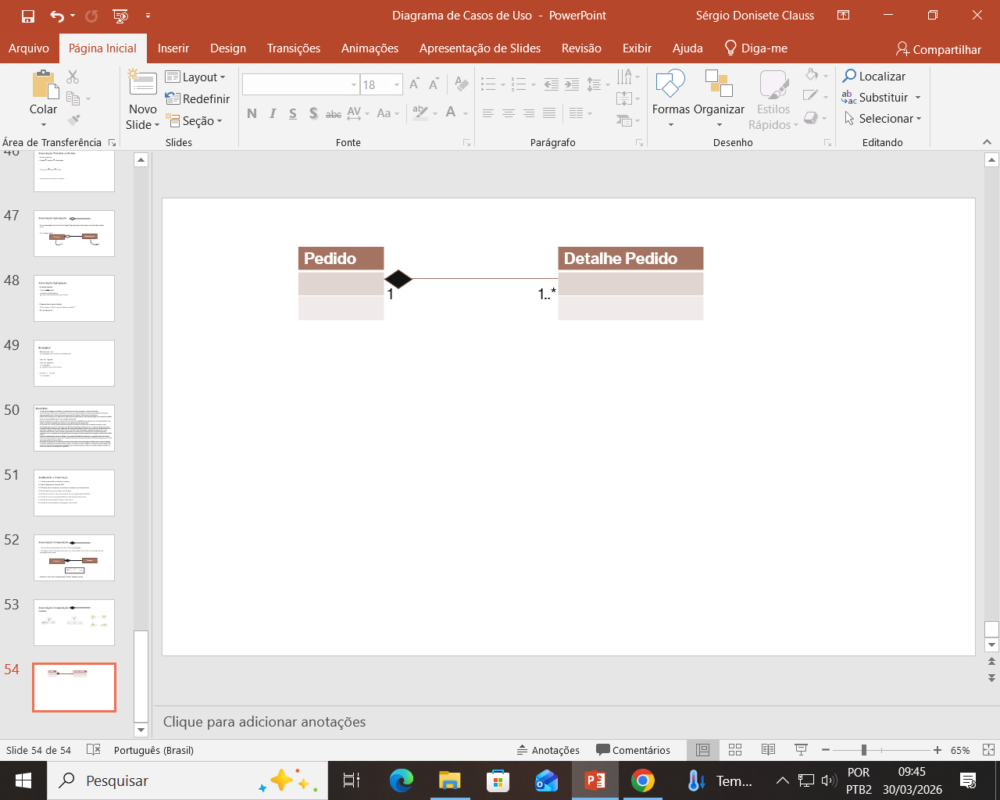 Diagrama de Casos de Uso - PowerPoint
Sérgio Donisete Clauss
Arquivo
Página Inicial
Inserir
Design
Transições
Animações
Apresentação de Slides
Revisão
Exibir
Ajuda
Diga-me
Compartilhar
Colar
Novo
Slide
Layout
Redefinir
Seção
18
N I S S abc AV Aa A
Formas
Organizar
Estilos
Rápidos
Localizar
Substituir
Selecionar
Área de Transferência
Slides
Fonte
Parágrafo
Desenho
Editando
46
47
48
49
50
51
52
53
54
Pedido
Detalhe Pedido
1
1..*
Clique para adicionar anotações
Slide 54 de 54
Português (Brasil)
Anotações
Comentários
65%
Pesquisar
Tem...
POR
PTB2
09:45
30/03/2026